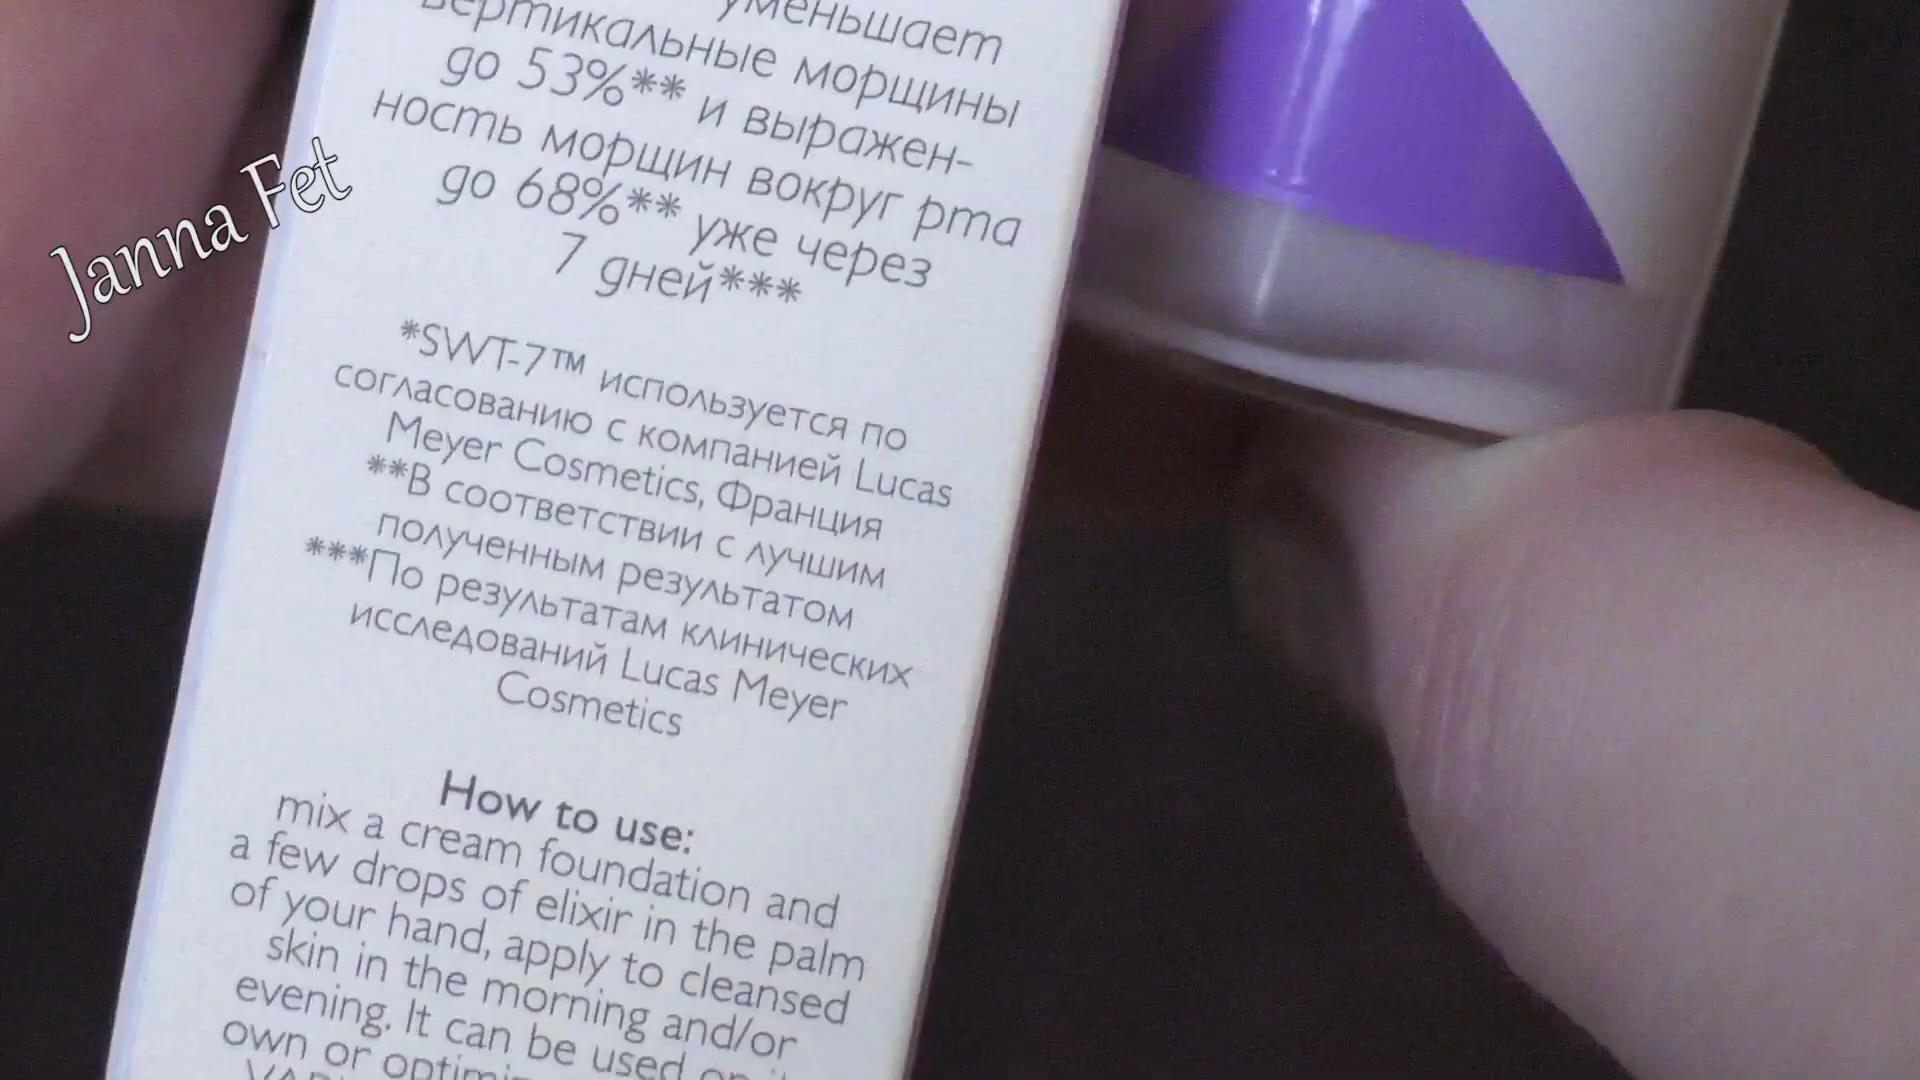 уменьшает
вертикальные морщины
до 53%** и выражен-
ность морщин вокруг рта
до 68%** уже через
7 дней***
*SWT-7™ используется по
согласованию с компанией Lucas
Meyer Cosmetics, Франция
**В соответствии с лучшим
полученным результатом
***По результатам клинических
исследований Lucas Meyer
Cosmetics
How to use:
mix a cream foundation and
a few drops of elixir in the palm
of your hand, apply to cleansed
skin in the morning and/or
evening. It can be used
own or
Janna Fet